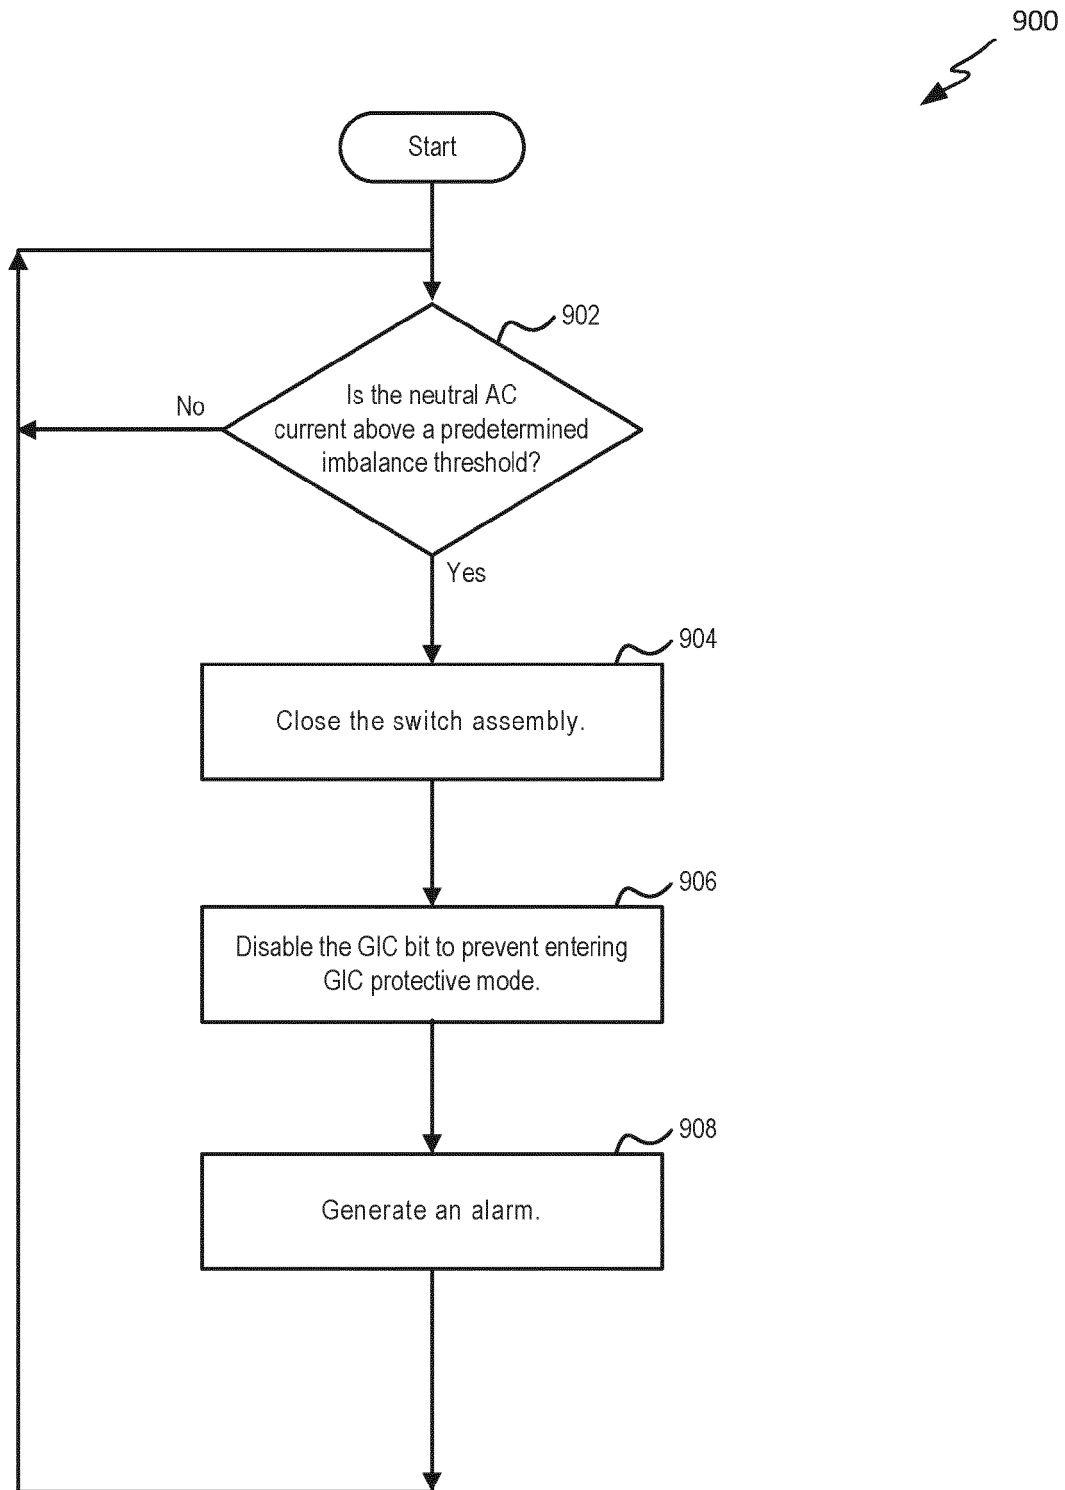 900
Start
902
Is the neutral AC
current above a predetermined
imbalance threshold?
No
Yes
904
Close the switch assembly.
906
Disable the GIC bit to prevent entering
GIC protective mode.
908
Generate an alarm.